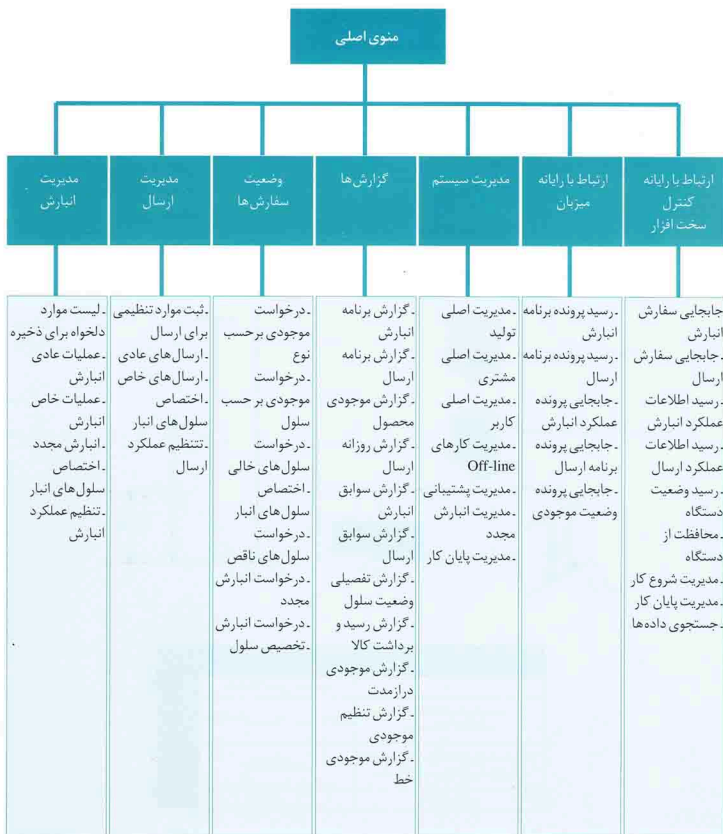 منوی اصلی
ارتباط با رایانه
کنترل
سخت افزار
ارتباط با رایانه
میزبان
مدیریت سیستم
گزارش‌ها
وضعیت
سفارش‌ها
مدیریت
ارسال
مدیریت
انبارش
جابجایی سفارش
انبارش
ـ جابجایی سفارش
ارسال
ـ رسید اطلاعات
عملکرد انبارش
ـ رسید اطلاعات
عملکرد ارسال
ـ رسید وضعیت
دستگاه
ـ محافظت از
دستگاه
ـ مدیریت شروع کار
ـ مدیریت پایان کار
ـ جستجوی داده‌ها
ـ رسید پرونده برنامه
انبارش
ـ رسید پرونده برنامه
ارسال
ـ جابجایی پرونده
عملکرد انبارش
ـ جابجایی پرونده
برنامه ارسال
ـ جابجایی پرونده
وضعیت موجودی
ـ مدیریت اصلی
تولید
ـ مدیریت اصلی
مشتری
ـ مدیریت اصلی
کاربر
ـ مدیریت کارهای
Off-line
ـ مدیریت پشتیبانی
ـ مدیریت انبارش
مجدد
ـ مدیریت پایان کار
ـ گزارش برنامه
انبارش
ـ گزارش برنامه
ارسال
ـ گزارش موجودی
محصول
ـ گزارش روزانه
ارسال
ـ گزارش سوابق
انبارش
ـ گزارش سوابق
ارسال
ـ گزارش تفصیلی
وضعیت سلول
ـ گزارش رسید و
برداشت کالا
ـ گزارش موجودی
درازمدت
ـ گزارش تنظیم
موجودی
ـ گزارش موجودی
خط
ـ درخواست
موجودی برحسب
نوع
ـ درخواست
موجودی بر حسب
سلول
ـ درخواست
سلول‌های خالی
ـ اختصاص
سلول‌های انبار
ـ درخواست
سلول‌های ناقص
ـ درخواست انبارش
مجدد
ـ درخواست انبارش
ـ تخصیص سلول
ـ ثبت موارد تنظیمی
برای ارسال
ـ ارسال‌های عادی
ـ ارسال‌های خاص
ـ اختصاص
سلول‌های انبار
ـ تتنظیم عملکرد
ارسال
ـ لیست موارد
دلخواه برای ذخیره
ـ عملیات عادی
انبارش
ـ عملیات خاص
انبارش
ـ انبارش مجدد
ـ اختصاص
سلول‌های انبار
ـ تنظیم عملکرد
انبارش